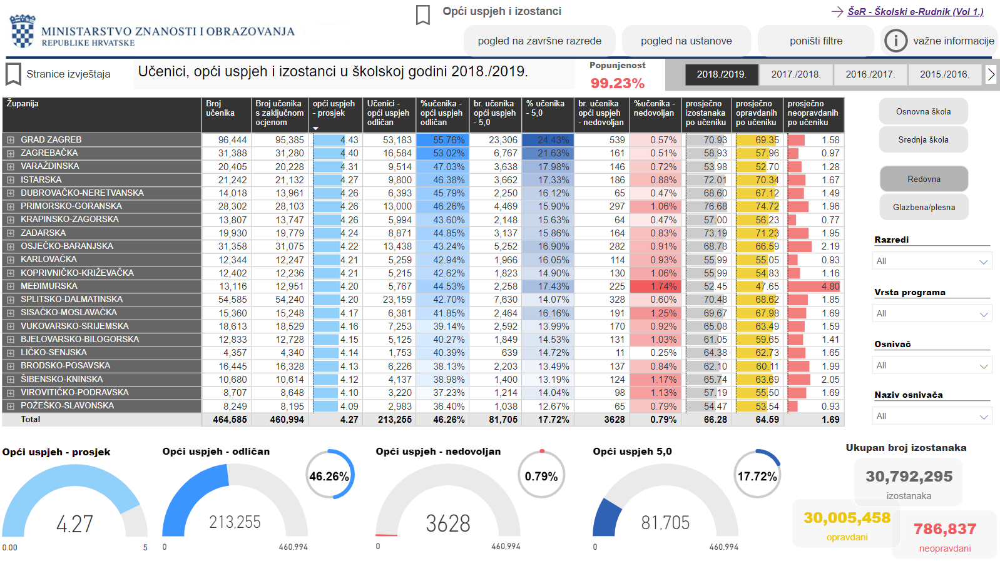 MINISTARSTVO ZNANOSTI I OBRAZOVANJA
REPUBLIKE HRVATSKE
Opći uspjeh i izostanci
ŠeR - Školski e-Rudnik (Vol 1.)
pogled na završne razrede
pogled na ustanove
poništi filtre
važne informacije
Stranice izvještaja
Učenici, opći uspjeh i izostanci u školskoj godini 2018./2019.
Popunjenost
99.23%
2018./2019. 2017./2018. 2016./2017. 2015./2016.
Županija | Broj učenika | Broj učenika s zaključnom ocjenom | opći uspjeh - prosjek | Učenici - opći uspjeh odličan | %učenika - opći uspjeh odličan | br. učenika opći uspjeh - 5,0 | % učenika - 5,0 | br. učenika opći uspjeh - nedovoljan | %učenika - nedovoljan | prosječno izostanaka po učeniku | prosječno opravdanih po učeniku | prosječno neopravdanih po učeniku
GRAD ZAGREB 96,444 95,385 4.43 53,183 55.76% 23,306 24.43% 539 0.57% 70.93 69.35 1.58
ZAGREBAČKA 31,388 31,280 4.40 16,584 53.02% 6,767 21.63% 161 0.51% 58.93 57.96 0.97
VARAŽDINSKA 20,405 20,228 4.31 9,514 47.03% 3,638 17.98% 146 0.72% 53.98 52.70 1.28
ISTARSKA 21,242 21,132 4.27 9,800 46.38% 3,662 17.33% 186 0.88% 72.01 70.34 1.67
DUBROVAČKO-NERETVANSKA 14,018 13,961 4.26 6,393 45.79% 2,250 16.12% 65 0.47% 68.60 67.12 1.49
PRIMORSKO-GORANSKA 28,302 28,103 4.26 13,000 46.26% 4,469 15.90% 297 1.06% 76.68 74.72 1.96
KRAPINSKO-ZAGORSKA 13,807 13,747 4.26 5,994 43.60% 2,148 15.63% 64 0.47% 57.00 56.23 0.77
ZADARSKA 19,930 19,779 4.24 8,871 44.85% 3,137 15.86% 164 0.83% 73.19 71.23 1.95
OSJEČKO-BARANJSKA 31,358 31,075 4.22 13,438 43.24% 5,252 16.90% 282 0.91% 68.78 66.59 2.19
KARLOVAČKA 12,344 12,247 4.21 5,259 42.94% 1,966 16.05% 114 0.93% 55.99 55.05 0.93
KOPRIVNIČKO-KRIŽEVAČKA 12,402 12,236 4.21 5,215 42.62% 1,823 14.90% 130 1.06% 55.99 54.83 1.16
MEĐIMURSKA 13,116 12,951 4.20 5,767 44.53% 2,258 17.43% 225 1.74% 52.45 47.65 4.80
SPLITSKO-DALMATINSKA 54,585 54,240 4.20 23,159 42.70% 7,630 14.07% 328 0.60% 70.48 68.62 1.85
SISAČKO-MOSLAVAČKA 15,360 15,248 4.17 6,381 41.85% 2,464 16.16% 191 1.25% 69.67 67.98 1.69
VUKOVARSKO-SRIJEMSKA 18,613 18,529 4.16 7,253 39.14% 2,592 13.99% 170 0.92% 65.08 63.49 1.59
BJELOVARSKO-BILOGORSKA 12,833 12,728 4.15 5,125 40.27% 1,849 14.53% 131 1.03% 61.05 59.65 1.41
LIČKO-SENJSKA 4,357 4,340 4.14 1,753 40.39% 639 14.72% 11 0.25% 64.38 62.73 1.65
BRODSKO-POSAVSKA 16,445 16,328 4.13 6,226 38.13% 2,203 13.49% 137 0.84% 62.10 60.11 1.99
ŠIBENSKO-KNINSKA 10,680 10,614 4.12 4,137 38.98% 1,400 13.19% 124 1.17% 65.74 63.69 2.05
VIROVITIČKO-PODRAVSKA 8,707 8,648 4.10 3,220 37.23% 1,214 14.04% 98 1.13% 57.19 55.50 1.69
POŽEŠKO-SLAVONSKA 8,249 8,195 4.09 2,983 36.40% 1,038 12.67% 65 0.79% 54.47 53.54 0.93
Total 464,585 460,994 4.27 213,255 46.26% 81,705 17.72% 3628 0.79% 66.28 64.59 1.69
Osnovna škola
Srednja škola
Redovna
Glazbena/plesna
Razredi
All
Vrsta programa
All
Osnivač
All
Naziv osnivača
All
Opći uspjeh - prosjek
4.27
0.00 5
Opći uspjeh - odličan
46.26%
213,255
0 460,994
Opći uspjeh - nedovoljan
0.79%
3628
0 460,994
Opći uspjeh 5,0
17.72%
81,705
0 460,994
Ukupan broj izostanaka
30,792,295
izostanaka
30,005,458
opravdani
786,837
neopravdani